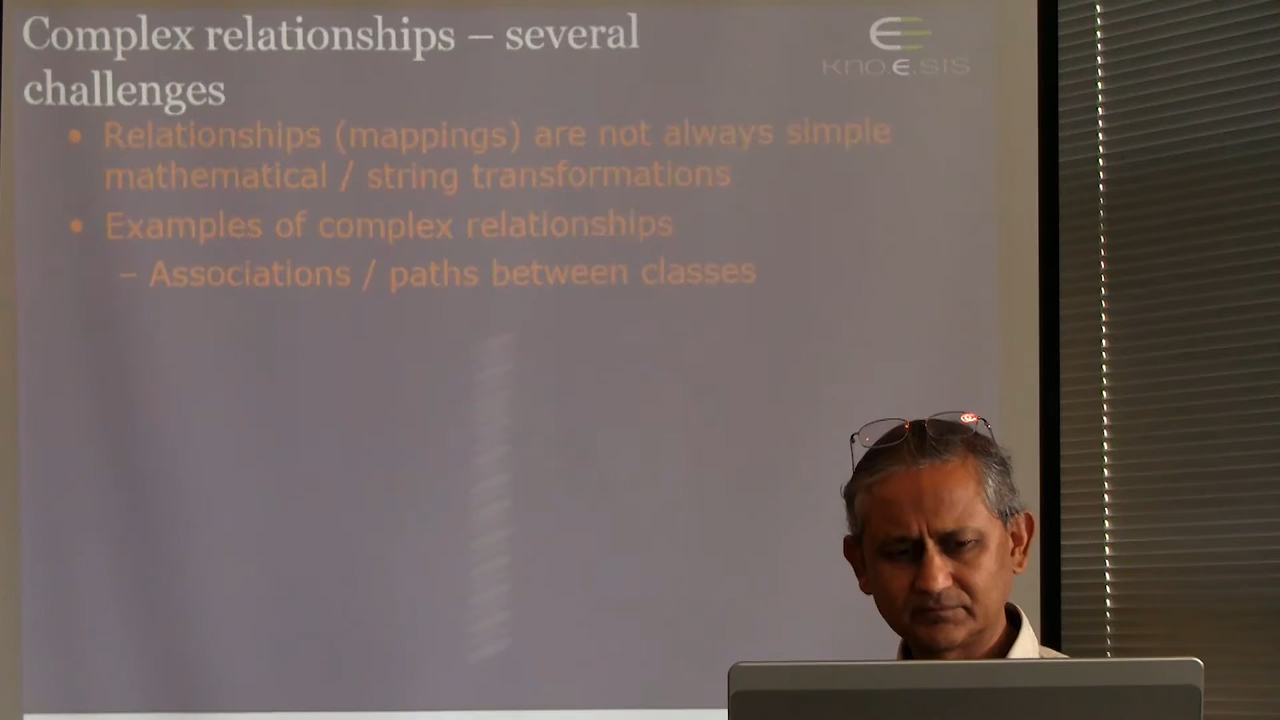 Complex relationships – several
challenges
kno.e.sis
• Relationships (mappings) are not always simple
mathematical / string transformations
• Examples of complex relationships
– Associations / paths between classes